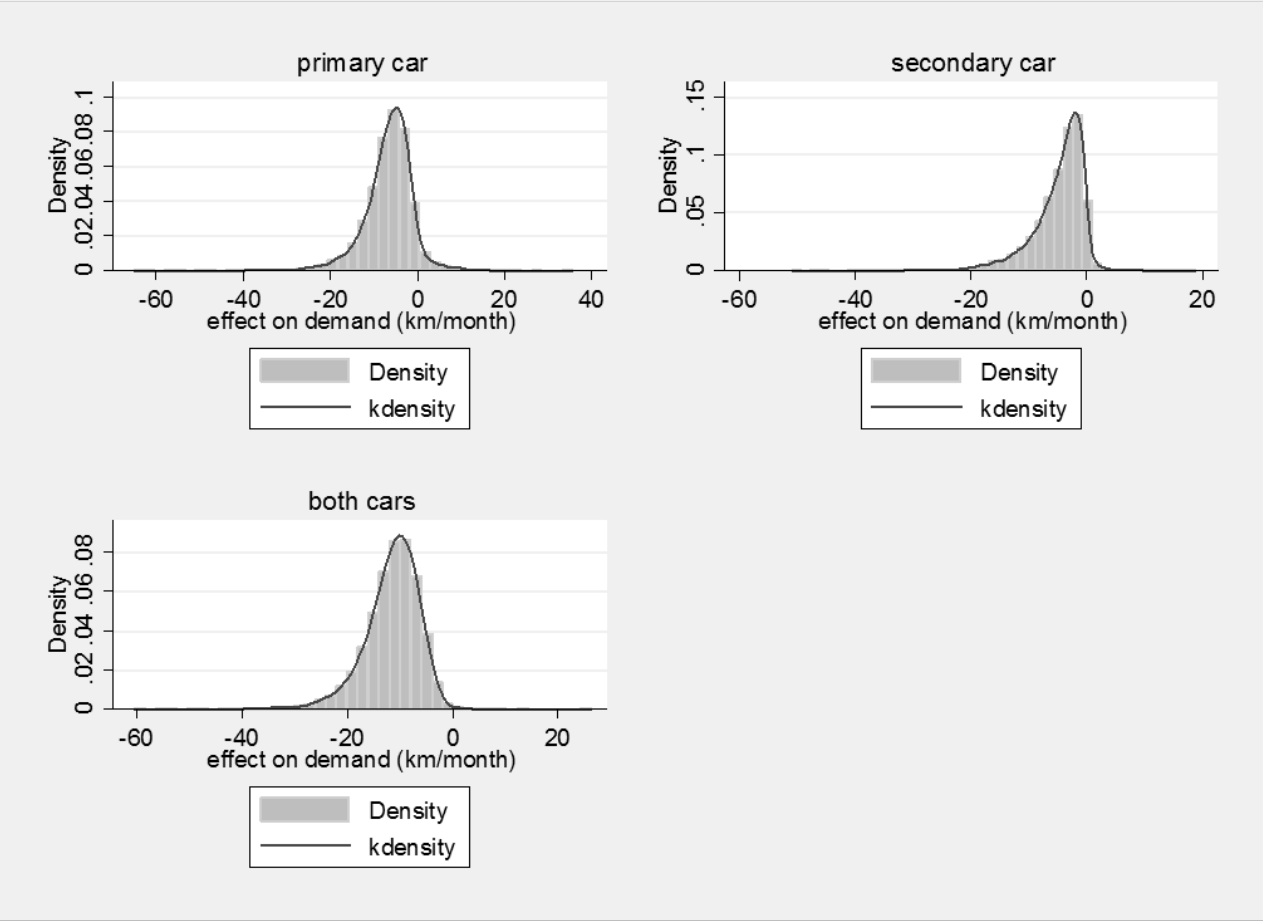 primary car
Density
0 .02 .04 .06 .08 .1
-60 -40 -20 0 20 40
effect on demand (km/month)
Density
kdensity
secondary car
Density
0 .05 .1 .15
-60 -40 -20 0 20
effect on demand (km/month)
Density
kdensity
both cars
Density
0 .02 .04 .06 .08
-60 -40 -20 0 20
effect on demand (km/month)
Density
kdensity